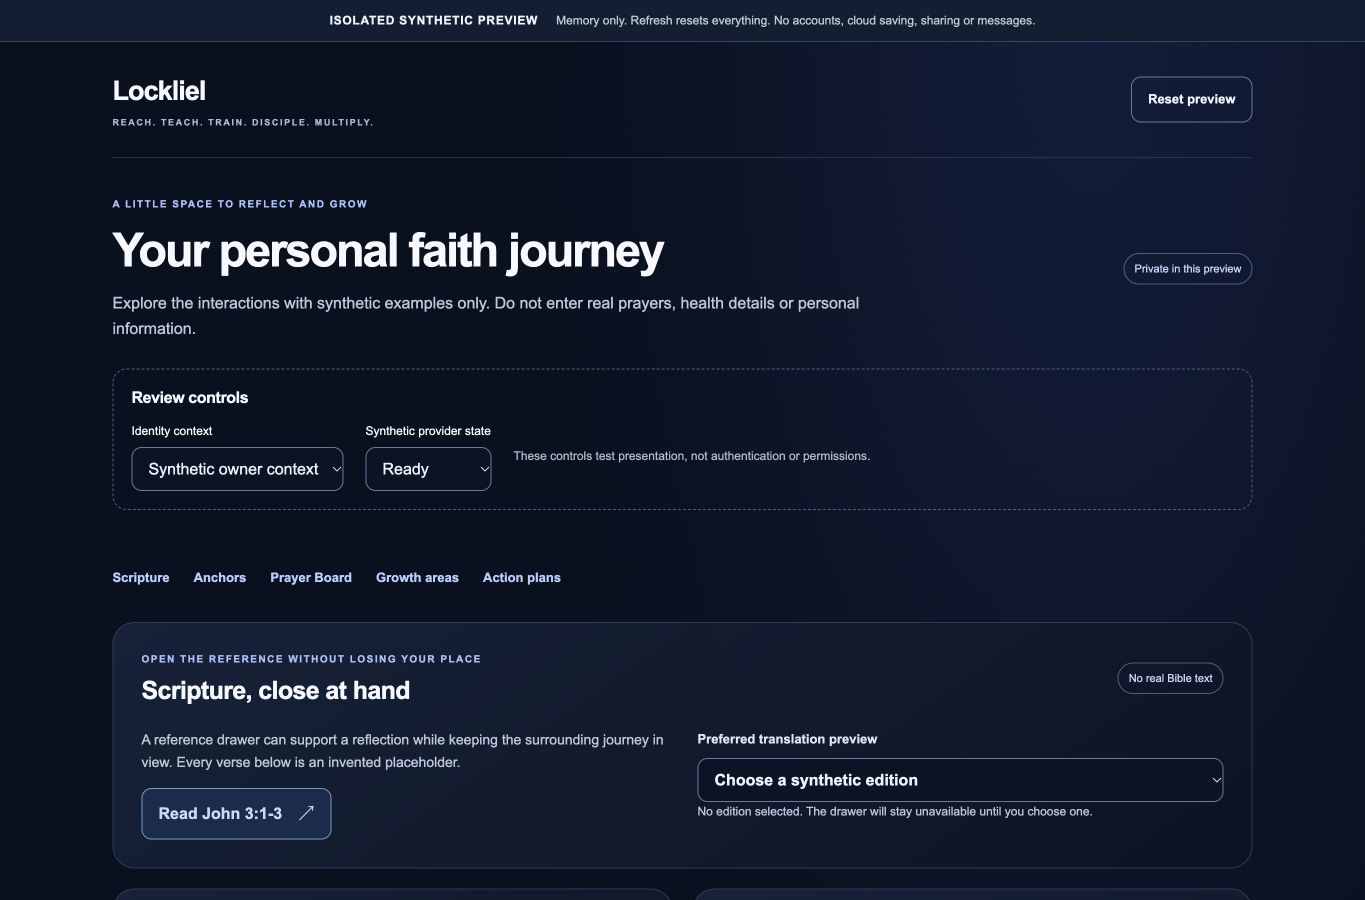 ISOLATED SYNTHETIC PREVIEW Memory only. Refresh resets everything. No accounts, cloud saving, sharing or messages.
Lockliel
REACH. TEACH. TRAIN. DISCIPLE. MULTIPLY.
Reset preview
A LITTLE SPACE TO REFLECT AND GROW
Your personal faith journey
Private in this preview
Explore the interactions with synthetic examples only. Do not enter real prayers, health details or personal
information.
Review controls
Identity context
Synthetic owner context
Synthetic provider state
Ready
These controls test presentation, not authentication or permissions.
Scripture Anchors Prayer Board Growth areas Action plans
OPEN THE REFERENCE WITHOUT LOSING YOUR PLACE
Scripture, close at hand
No real Bible text
A reference drawer can support a reflection while keeping the surrounding journey in
view. Every verse below is an invented placeholder.
Read John 3:1-3
Preferred translation preview
Choose a synthetic edition
No edition selected. The drawer will stay unavailable until you choose one.